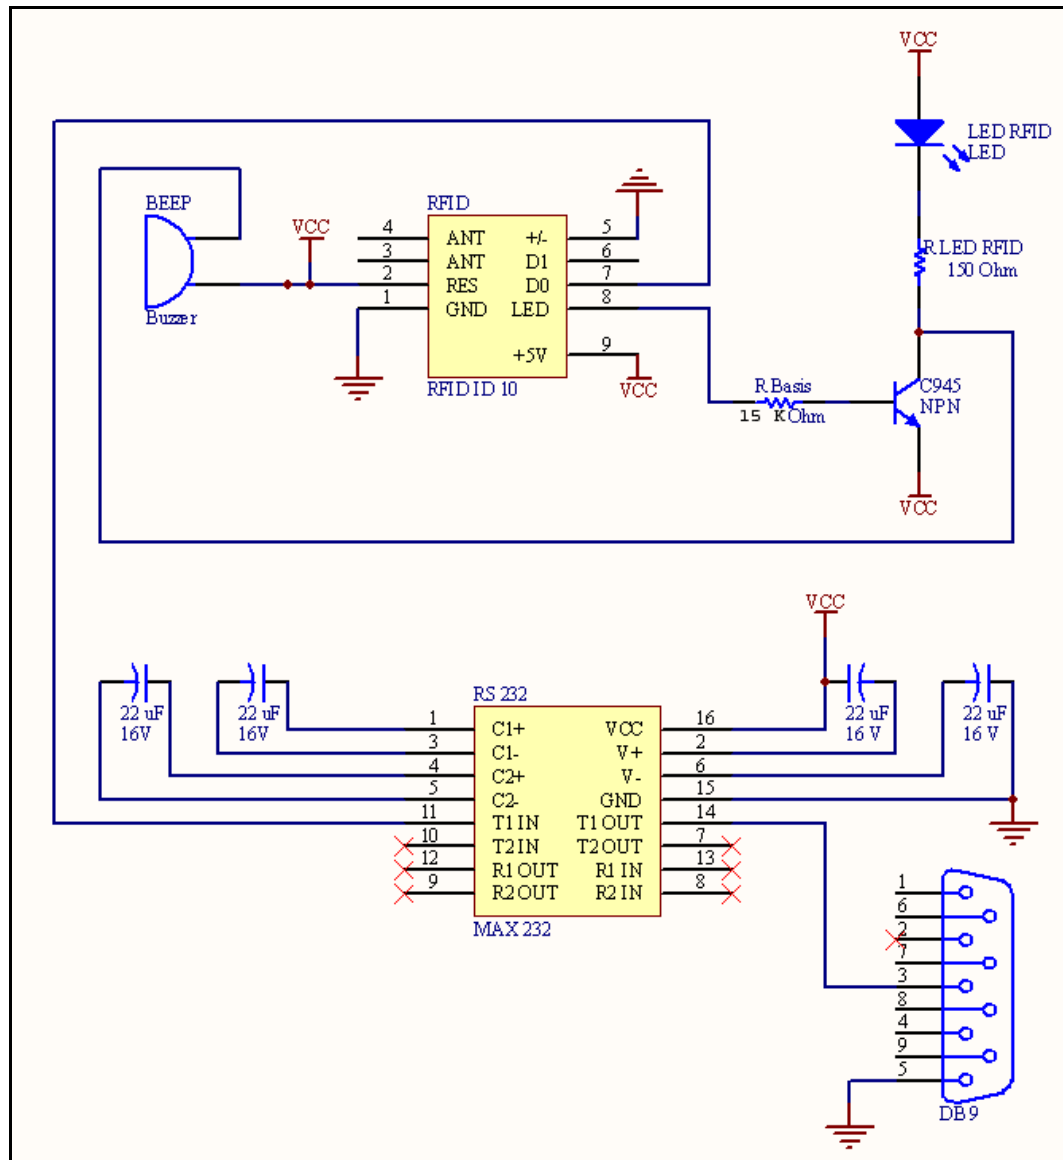 VCC
LED RFID
LED
BEEP
RFID
VCC
4 ANT +/- 5
3 ANT D1 6
2 RES D0 7
1 GND LED 8
+5V 9
Buzzer
RFID ID 10
VCC
R LED RFID
150 Ohm
R Basis
15 K Ohm
C945
NPN
VCC
VCC
22 uF
16V
22 uF
16V
RS 232
22 uF
16 V
22 uF
16 V
1 C1+ VCC 16
3 C1- V+ 2
4 C2+ V- 6
5 C2- GND 15
11 T1 IN T1 OUT 14
10 T2 IN T2 OUT 7
12 R1 OUT R1 IN 13
9 R2 OUT R2 IN 8
MAX 232
1
6
2
7
3
8
4
9
5
DB 9